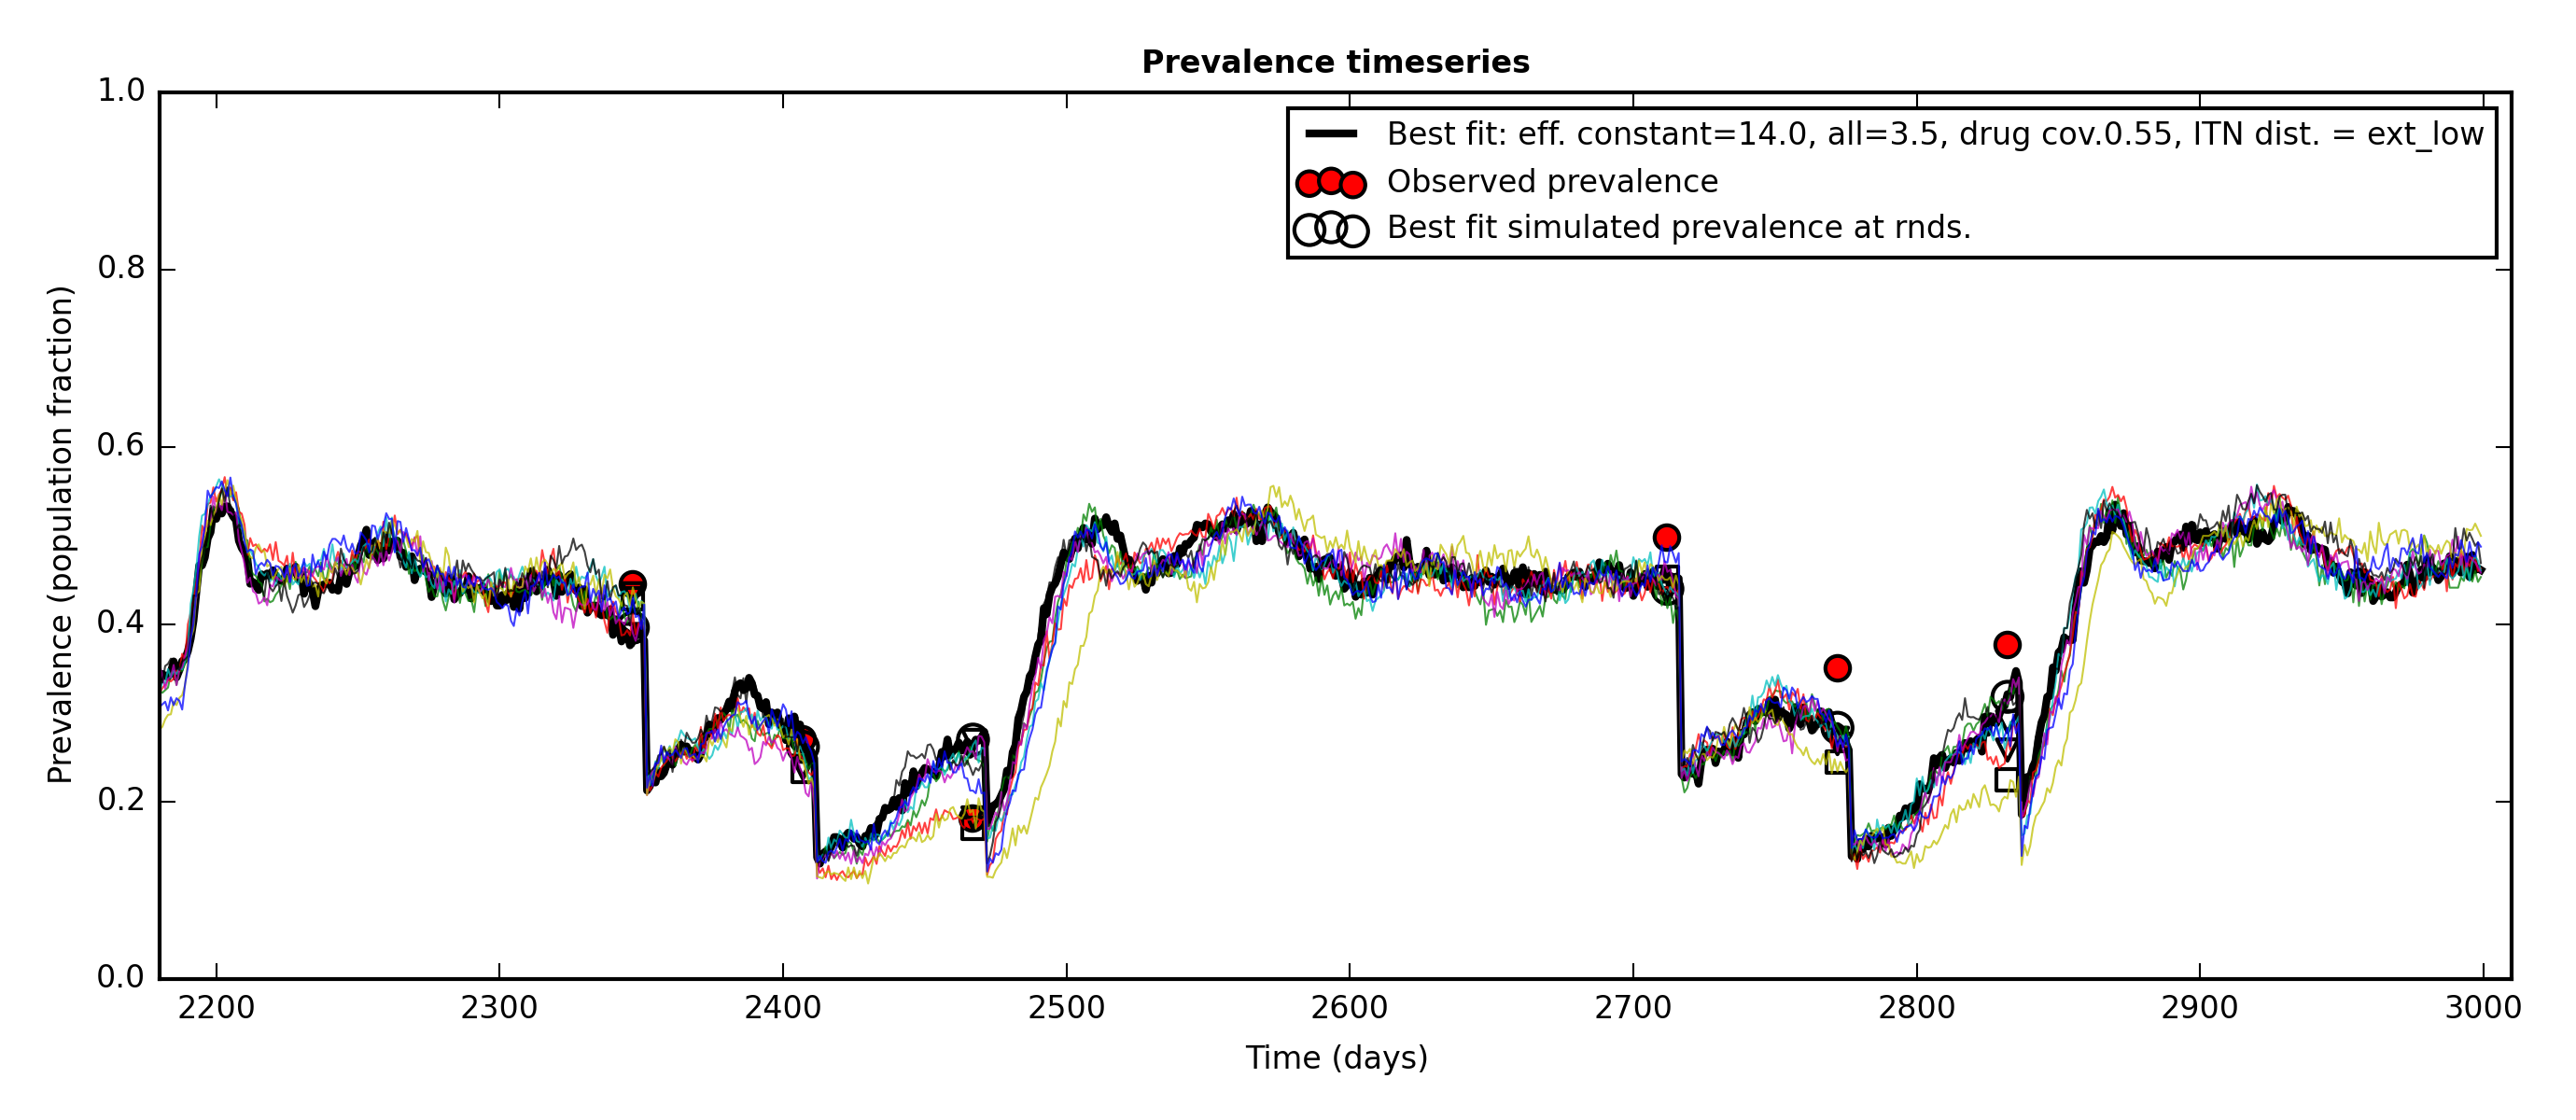 Prevalence timeseries
Best fit: eff. constant=14.0, all=3.5, drug cov.0.55, ITN dist. = ext_low
Observed prevalence
Best fit simulated prevalence at rnds.
Prevalence (population fraction)
1.0
0.8
0.6
0.4
0.2
0.0
2200 2300 2400 2500 2600 2700 2800 2900 3000
Time (days)